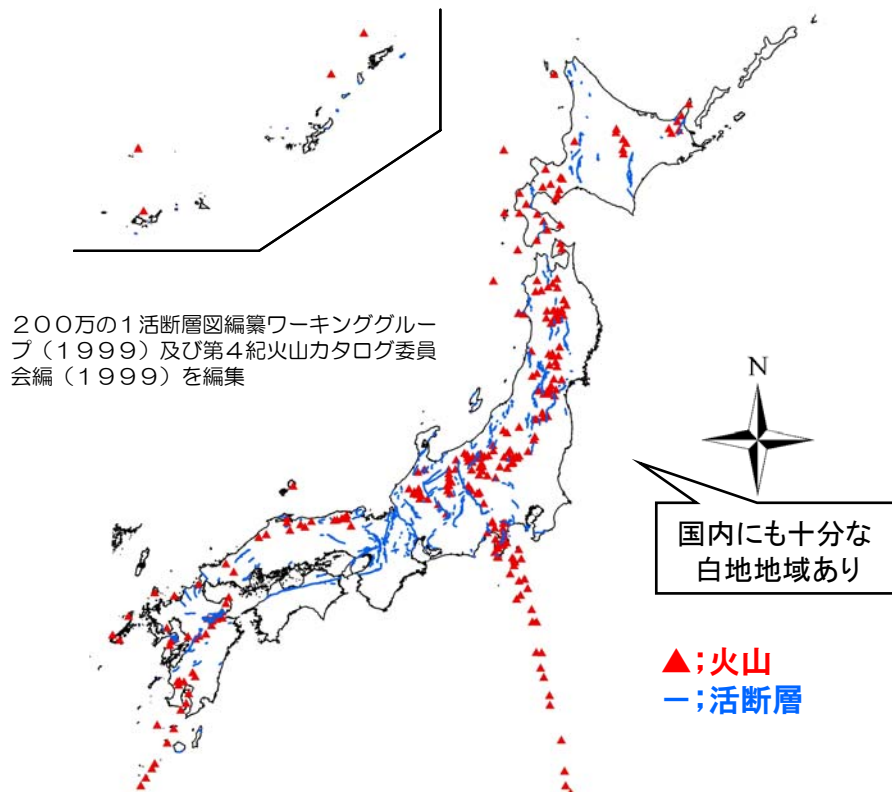 200万の1活断層図編纂ワーキンググルー
プ(1999)及び第4紀火山カタログ委員
会編(1999)を編集
N
国内にも十分な
白地地域あり
▲;火山
ー;活断層